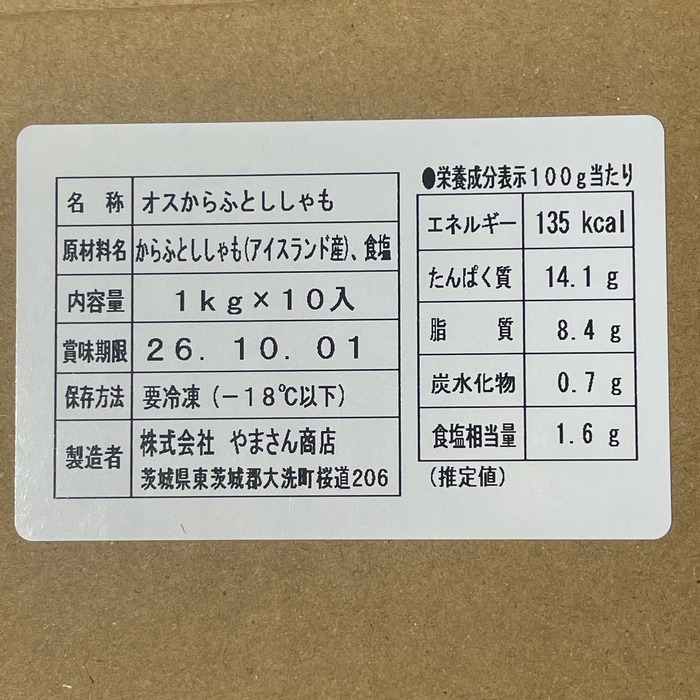 名称 オスからふとししゃも
原材料名 からふとししゃも(アイスランド産)、食塩
内容量 1kg×10入
賞味期限 26.10.01
保存方法 要冷凍(-18℃以下)
製造者 株式会社 やまさん商店
茨城県東茨城郡大洗町桜道206
●栄養成分表示100g当たり
エネルギー 135 kcal
たんぱく質 14.1 g
脂質 8.4 g
炭水化物 0.7 g
食塩相当量 1.6 g
(推定値)